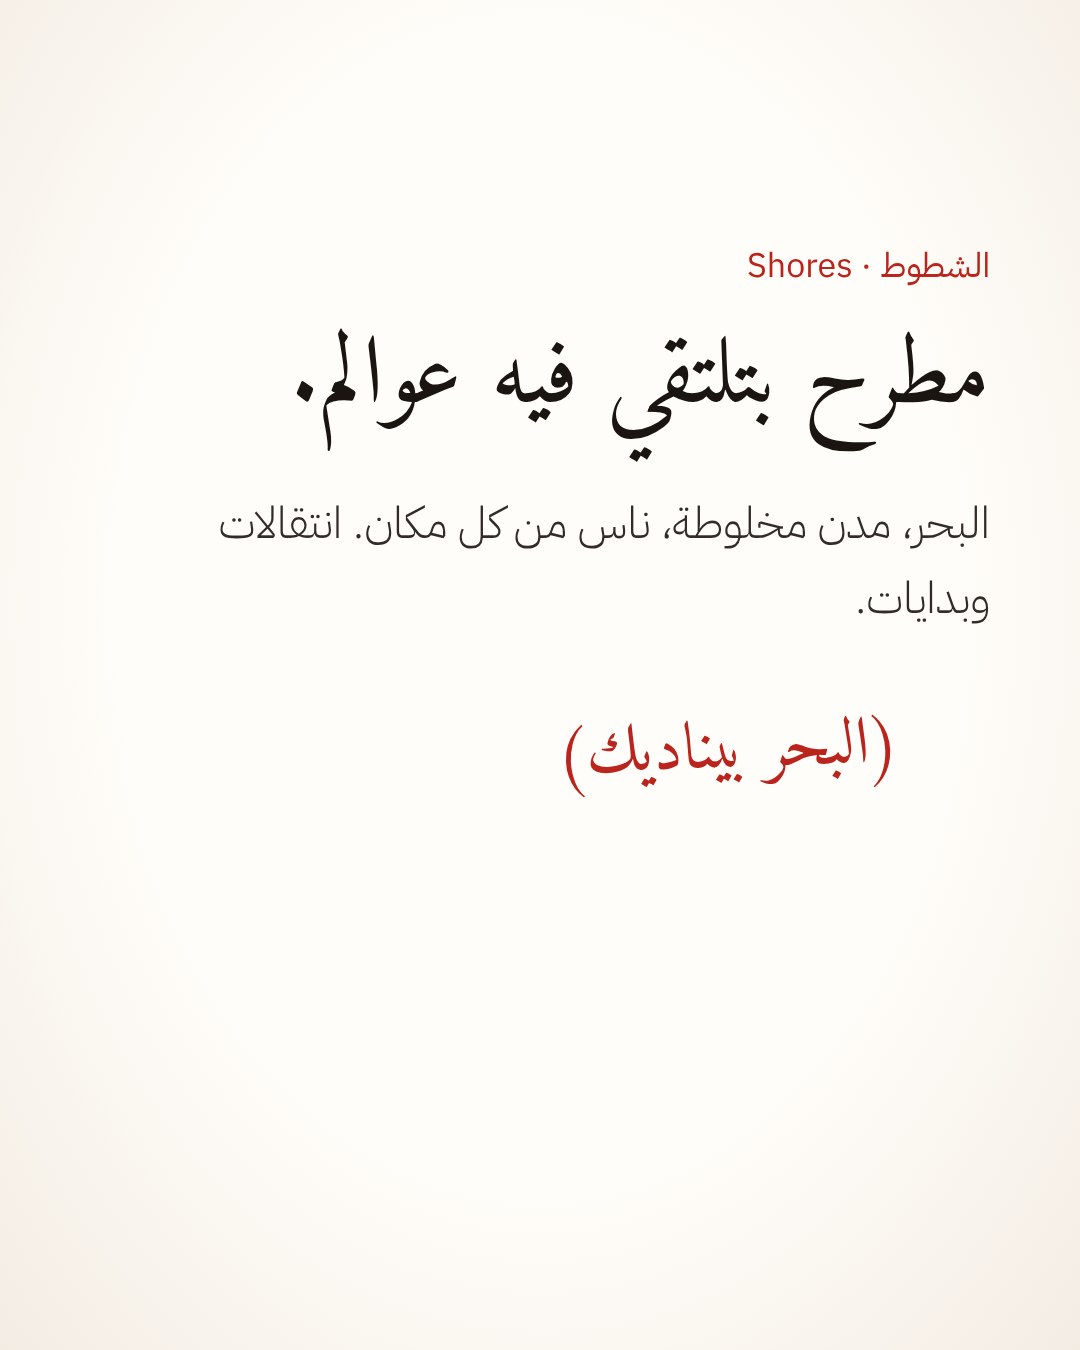 الشطوط · Shores
مطرح بتلتقي فيه عوالم.
البحر، مدن مخلوطة، ناس من كل مكان. انتقالات
وبدايات.
(البحر بيناديك)